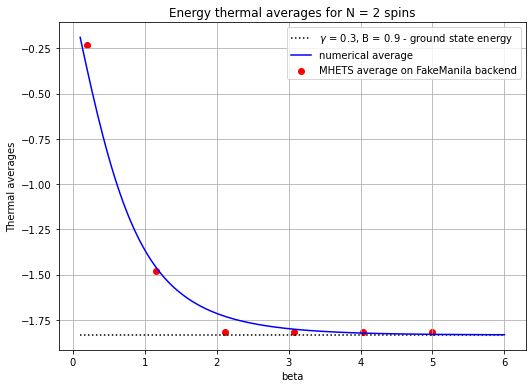 Energy thermal averages for N = 2 spins
γ = 0.3, B = 0.9 - ground state energy
numerical average
MHETS average on FakeManila backend
Thermal averages
−0.25
−0.50
−0.75
−1.00
−1.25
−1.50
−1.75
0 1 2 3 4 5 6
beta